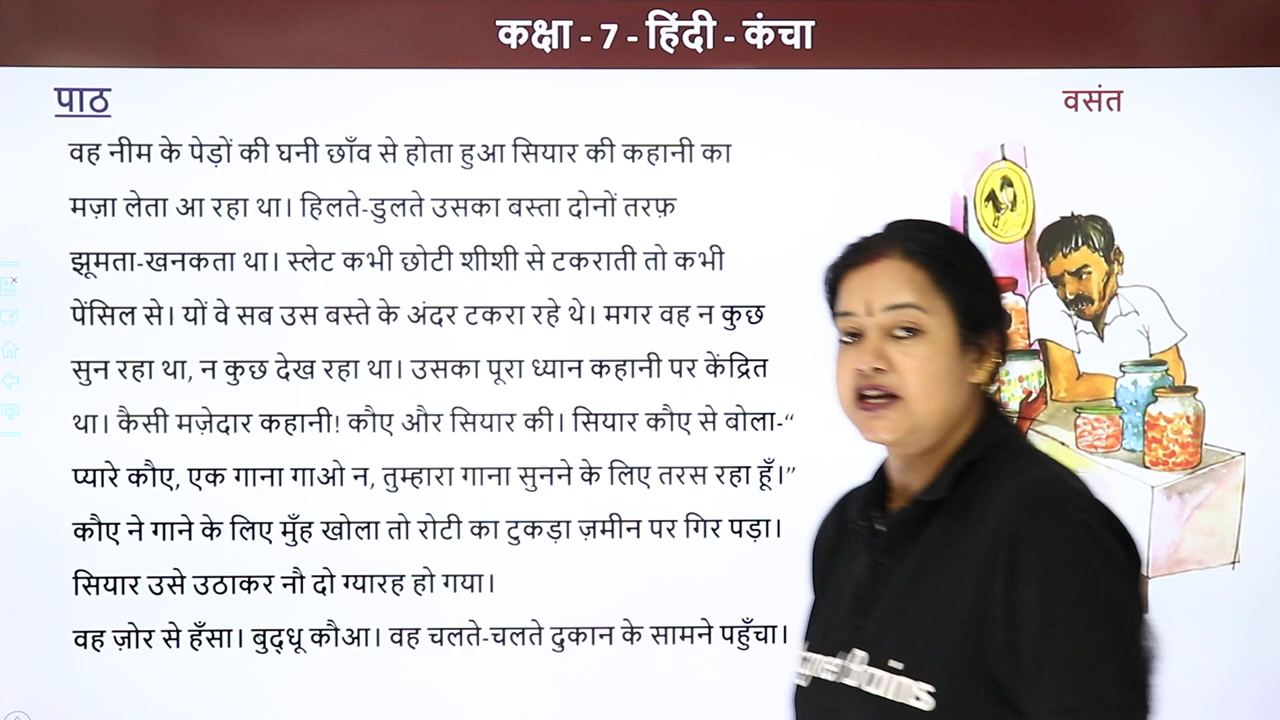 कक्षा - 7 - हिंदी - कंचा
पाठ
वसंत
वह नीम के पेड़ों की घनी छाँव से होता हुआ सियार की कहानी का
मज़ा लेता आ रहा था। हिलते-डुलते उसका बस्ता दोनों तरफ़
झूमता-खनकता था। स्लेट कभी छोटी शीशी से टकराती तो कभी
पेंसिल से। यों वे सब उस बस्ते के अंदर टकरा रहे थे। मगर वह न कुछ
सुन रहा था, न कुछ देख रहा था। उसका पूरा ध्यान कहानी पर केंद्रित
था। कैसी मज़ेदार कहानी! कौए और सियार की। सियार कौए से बोला-“
प्यारे कौए, एक गाना गाओ न, तुम्हारा गाना सुनने के लिए तरस रहा हूँ।”
कौए ने गाने के लिए मुँह खोला तो रोटी का टुकड़ा ज़मीन पर गिर पड़ा।
सियार उसे उठाकर नौ दो ग्यारह हो गया।
वह ज़ोर से हँसा। बुद्धू कौआ। वह चलते-चलते दुकान के सामने पहुँचा।